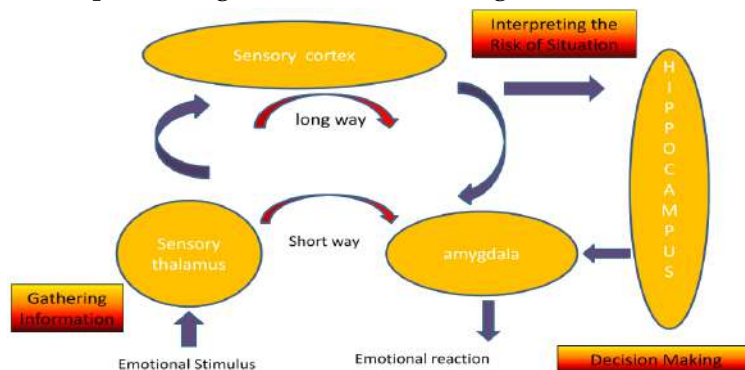 Interpreting the
Risk of Situation
Sensory cortex
HIPPOCAMPUS
long way
Sensory
thalamus
Short way
amygdala
Gathering
Information
Emotional Stimulus
Emotional reaction
Decision Making